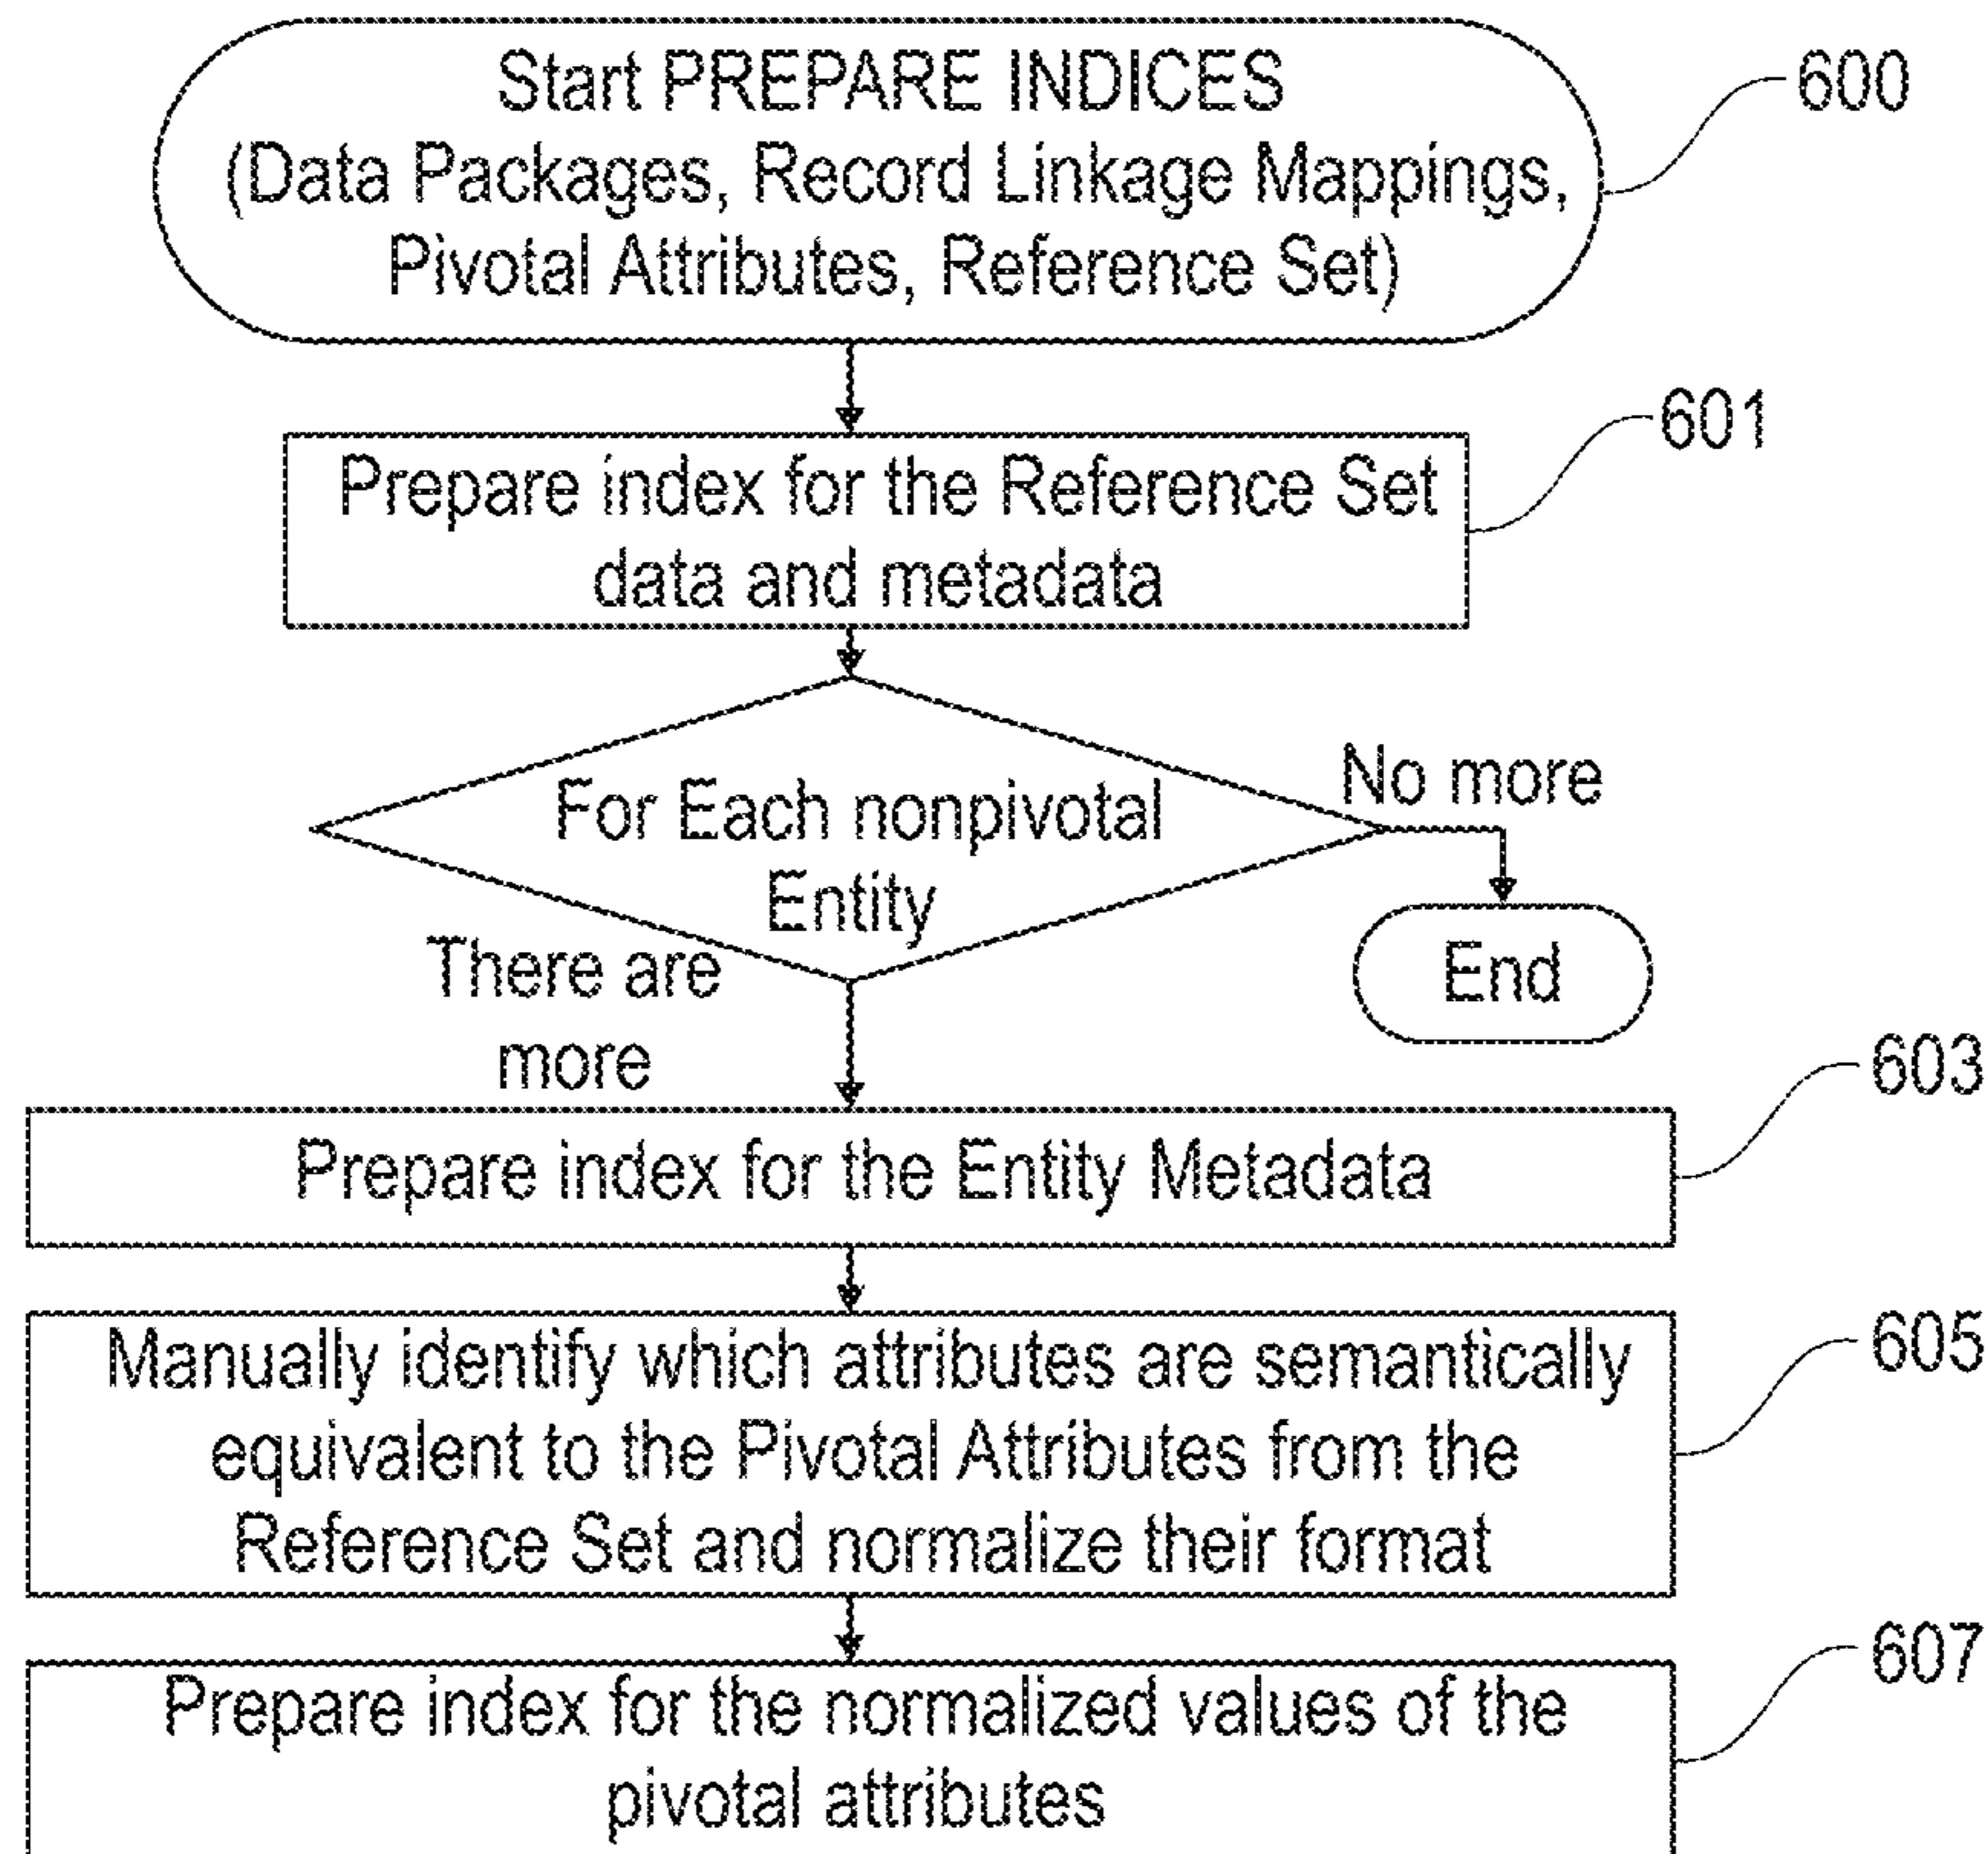 Start PREPARE INDICES
(Data Packages, Record Linkage Mappings,
Pivotal Attributes, Reference Set)
600
Prepare index for the Reference Set
data and metadata
601
For Each nonpivotal
Entity
No more
End
There are
more
Prepare index for the Entity Metadata
603
Manually identify which attributes are semantically
equivalent to the Pivotal Attributes from the
Reference Set and normalize their format
605
Prepare index for the normalized values of the
pivotal attributes
607